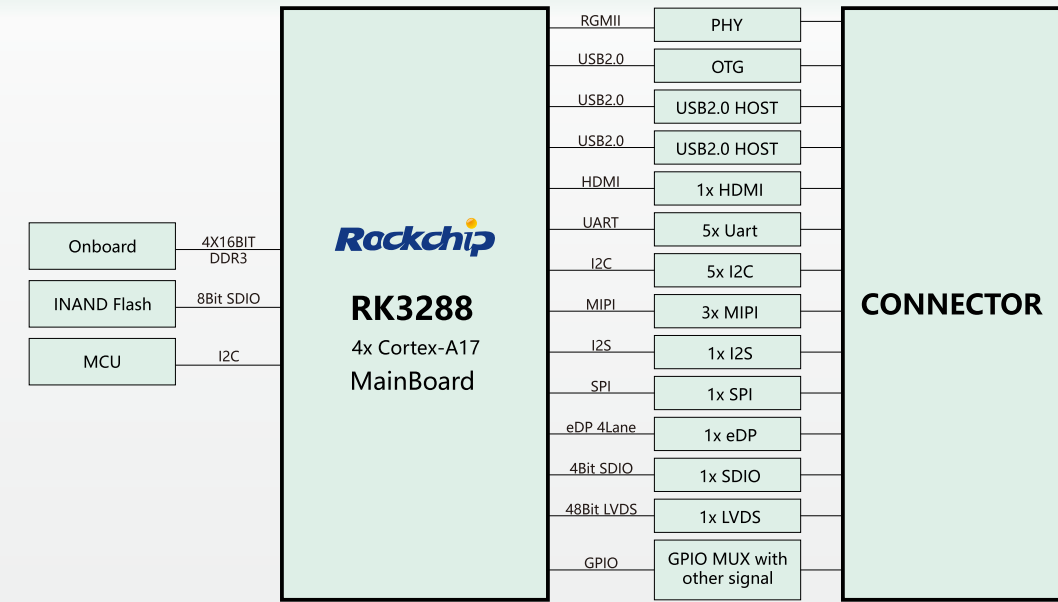 RGMII
PHY
USB2.0
OTG
USB2.0
USB2.0 HOST
USB2.0
USB2.0 HOST
HDMI
1x HDMI
UART
5x Uart
I2C
5x I2C
MIPI
3x MIPI
I2S
1x I2S
SPI
1x SPI
eDP 4Lane
1x eDP
4Bit SDIO
1x SDIO
48Bit LVDS
1x LVDS
GPIO
GPIO MUX with
other signal
Onboard
4X16BIT
DDR3
INAND Flash
8Bit SDIO
MCU
I2C
Rockchip
RK3288
4x Cortex-A17
MainBoard
CONNECTOR